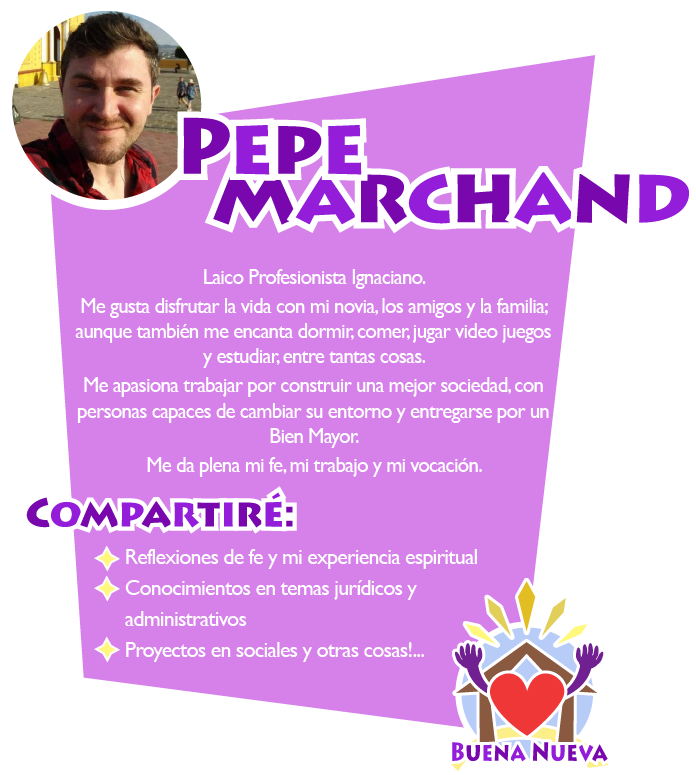 PEPE
MARCHAND
Laico Profesionista Ignaciano.
Me gusta disfrutar la vida con mi novia, los amigos y la familia;
aunque también me encanta dormir, comer, jugar video juegos
y estudiar, entre tantas cosas.
Me apasiona trabajar por construir una mejor sociedad, con
personas capaces de cambiar su entorno y entregarse por un
Bien Mayor.
Me da plena mi fe, mi trabajo y mi vocación.
COMPARTIRÉ:
Reflexiones de fe y mi experiencia espiritual
Conocimientos en temas jurídicos y
administrativos
Proyectos en sociales y otras cosas!...
BUENA NUEVA